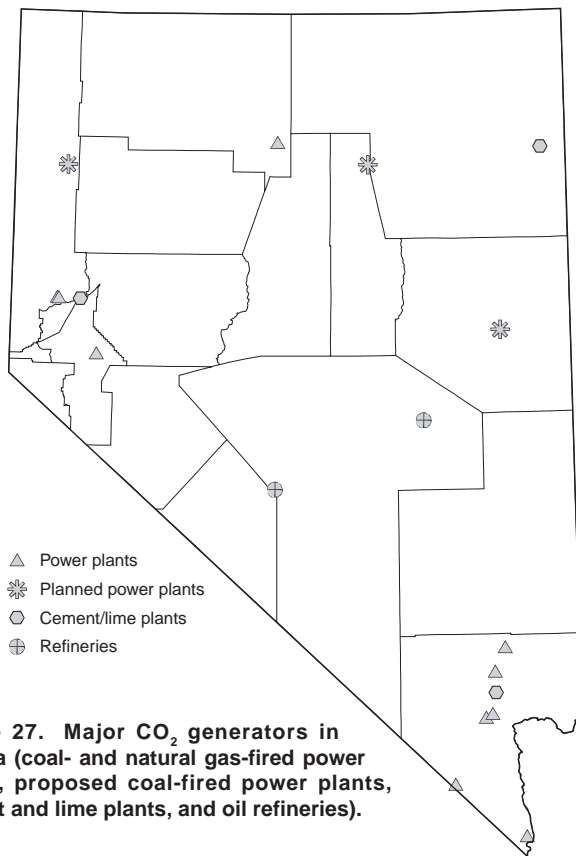 Power plants
Planned power plants
Cement/lime plants
Refineries
27. Major CO₂ generators in
(coal- and natural gas-fired power
, proposed coal-fired power plants,
and lime plants, and oil refineries).